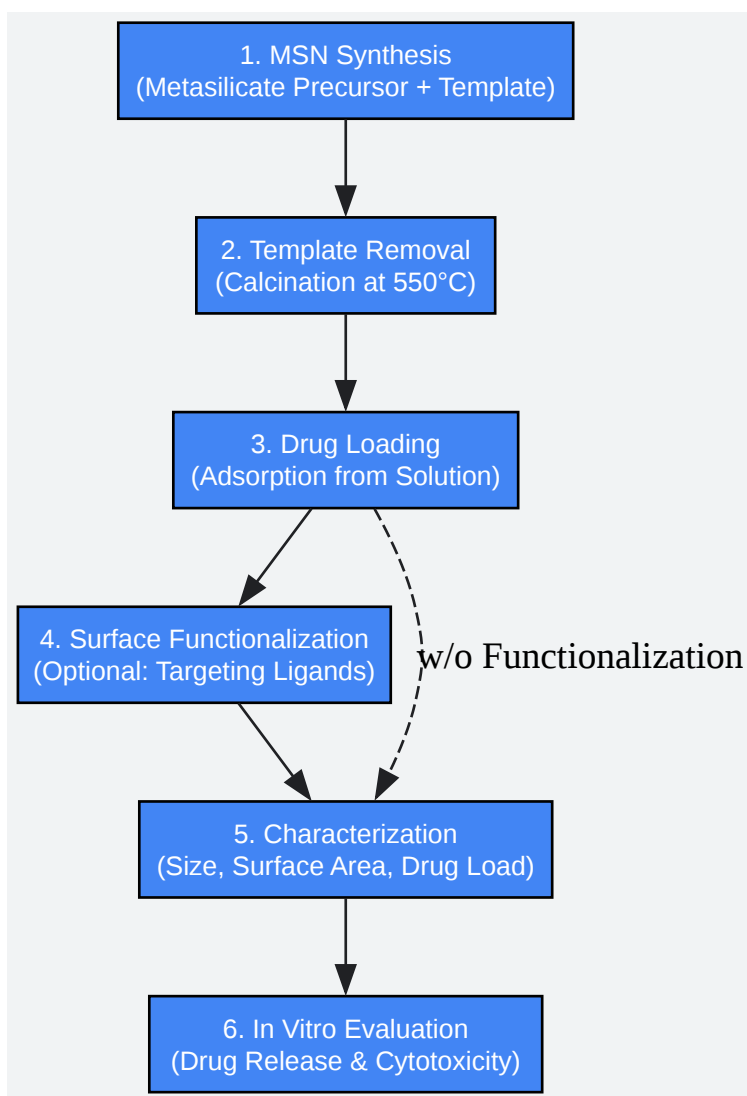 1. MSN Synthesis
(Metasilicate Precursor + Template)
2. Template Removal
(Calcination at 550°C)
3. Drug Loading
(Adsorption from Solution)
4. Surface Functionalization
(Optional: Targeting Ligands)
w/o Functionalization
5. Characterization
(Size, Surface Area, Drug Load)
6. In Vitro Evaluation
(Drug Release & Cytotoxicity)